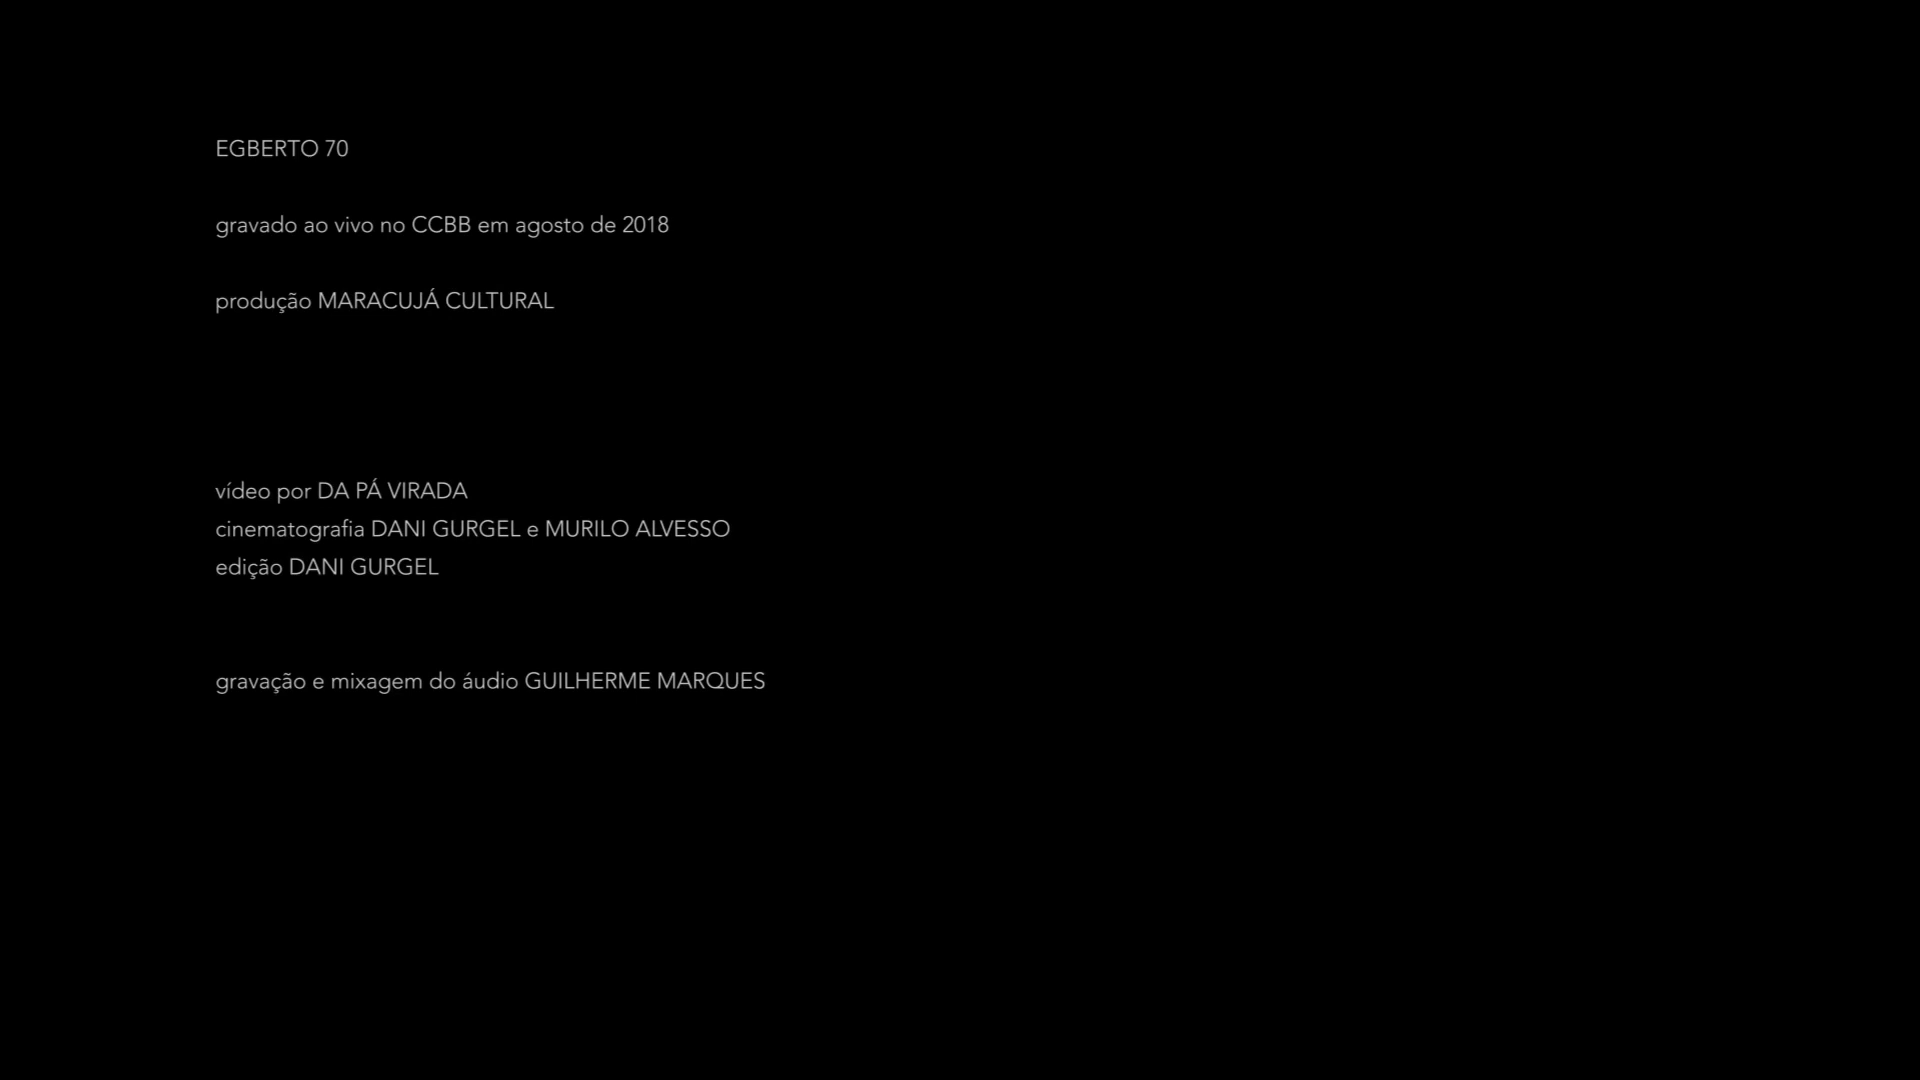 EGBERTO 70
gravado ao vivo no CCBB em agosto de 2018
produção MARACUJÁ CULTURAL
vídeo por DA PÁ VIRADA
cinematografia DANI GURGEL e MURILO ALVESSO
edição DANI GURGEL
gravação e mixagem do áudio GUILHERME MARQUES